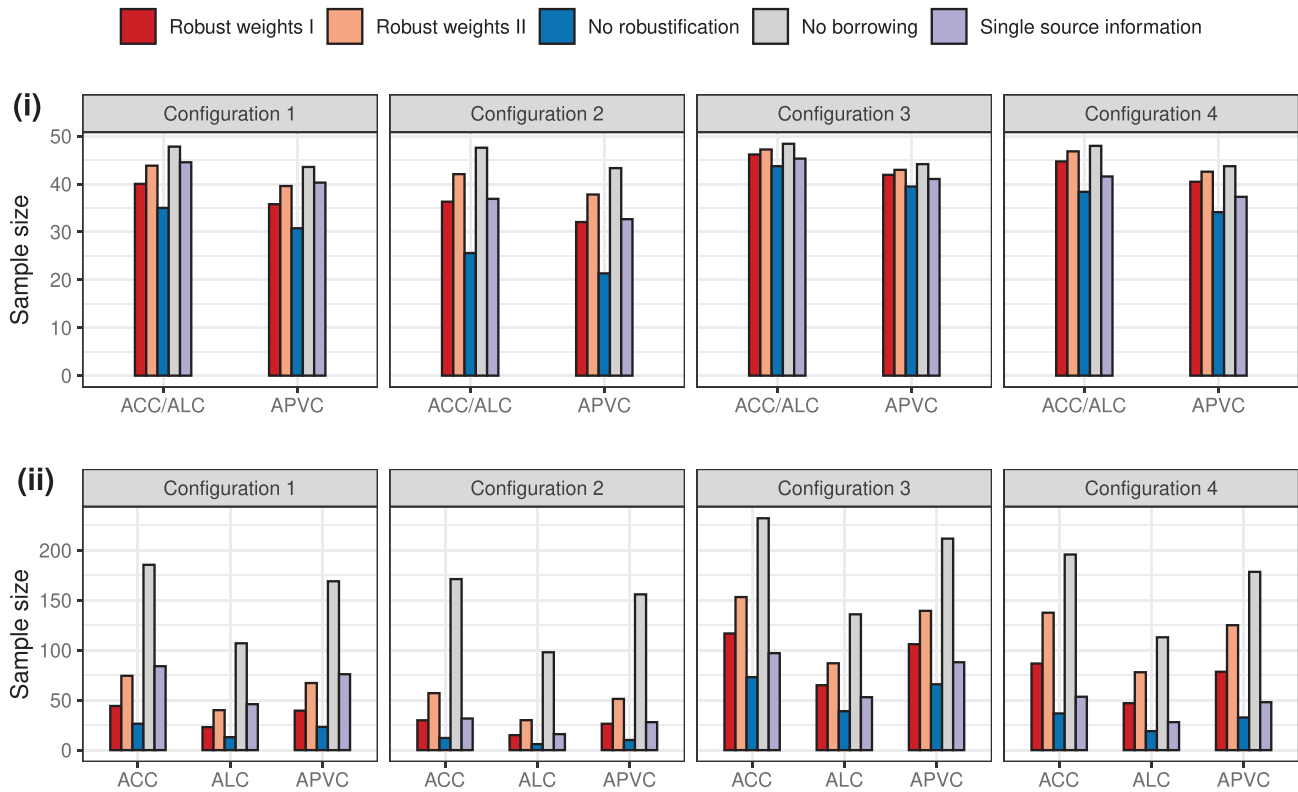 Robust weights I Robust weights II No robustification No borrowing Single source information
(i)
Configuration 1 Configuration 2 Configuration 3 Configuration 4
Sample size
50
40
30
20
10
0
ACC/ALC APVC ACC/ALC APVC ACC/ALC APVC ACC/ALC APVC
(ii)
Configuration 1 Configuration 2 Configuration 3 Configuration 4
Sample size
200
150
100
50
0
ACC ALC APVC ACC ALC APVC ACC ALC APVC ACC ALC APVC